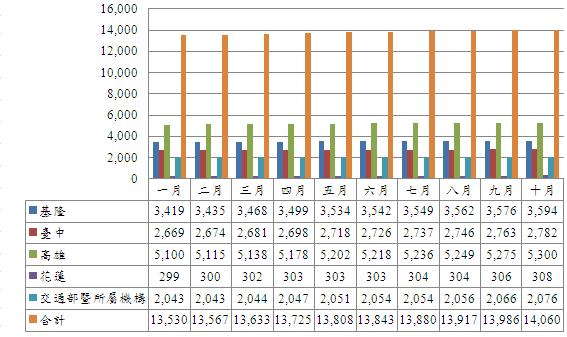 16,000
14,000
12,000
10,000
8,000
6,000
4,000
2,000
0
一月 二月 三月 四月 五月 六月 七月 八月 九月 十月
基隆 3,419 3,435 3,468 3,499 3,534 3,542 3,549 3,562 3,576 3,594
臺中 2,669 2,674 2,681 2,698 2,718 2,726 2,737 2,746 2,763 2,782
高雄 5,100 5,115 5,138 5,178 5,202 5,218 5,236 5,249 5,275 5,300
花蓮 299 300 302 303 303 303 304 304 306 308
交通部暨所屬機構 2,043 2,043 2,044 2,047 2,051 2,054 2,054 2,056 2,066 2,076
合計 13,530 13,567 13,633 13,725 13,808 13,843 13,880 13,917 13,986 14,060